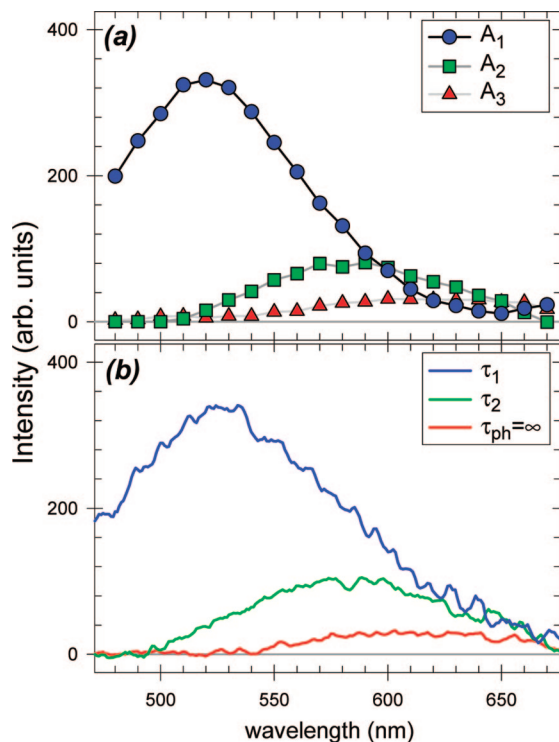 (a)
A₁
A₂
A₃
400
200
0
Intensity (arb. units)
(b)
τ₁
τ₂
τph=∞
400
200
0
500 550 600 650
wavelength (nm)